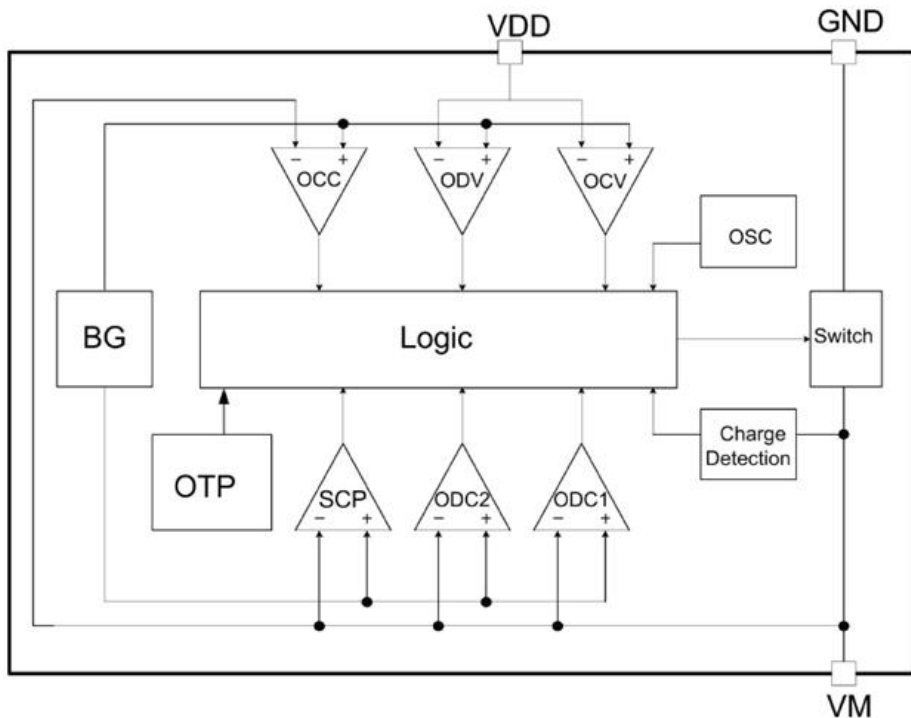 VDD
GND
− + − + − +
OCC
ODV
OCV
OSC
BG
Logic
Switch
OTP
SCP
ODC2
ODC1
− + − + − +
Charge
Detection
VM